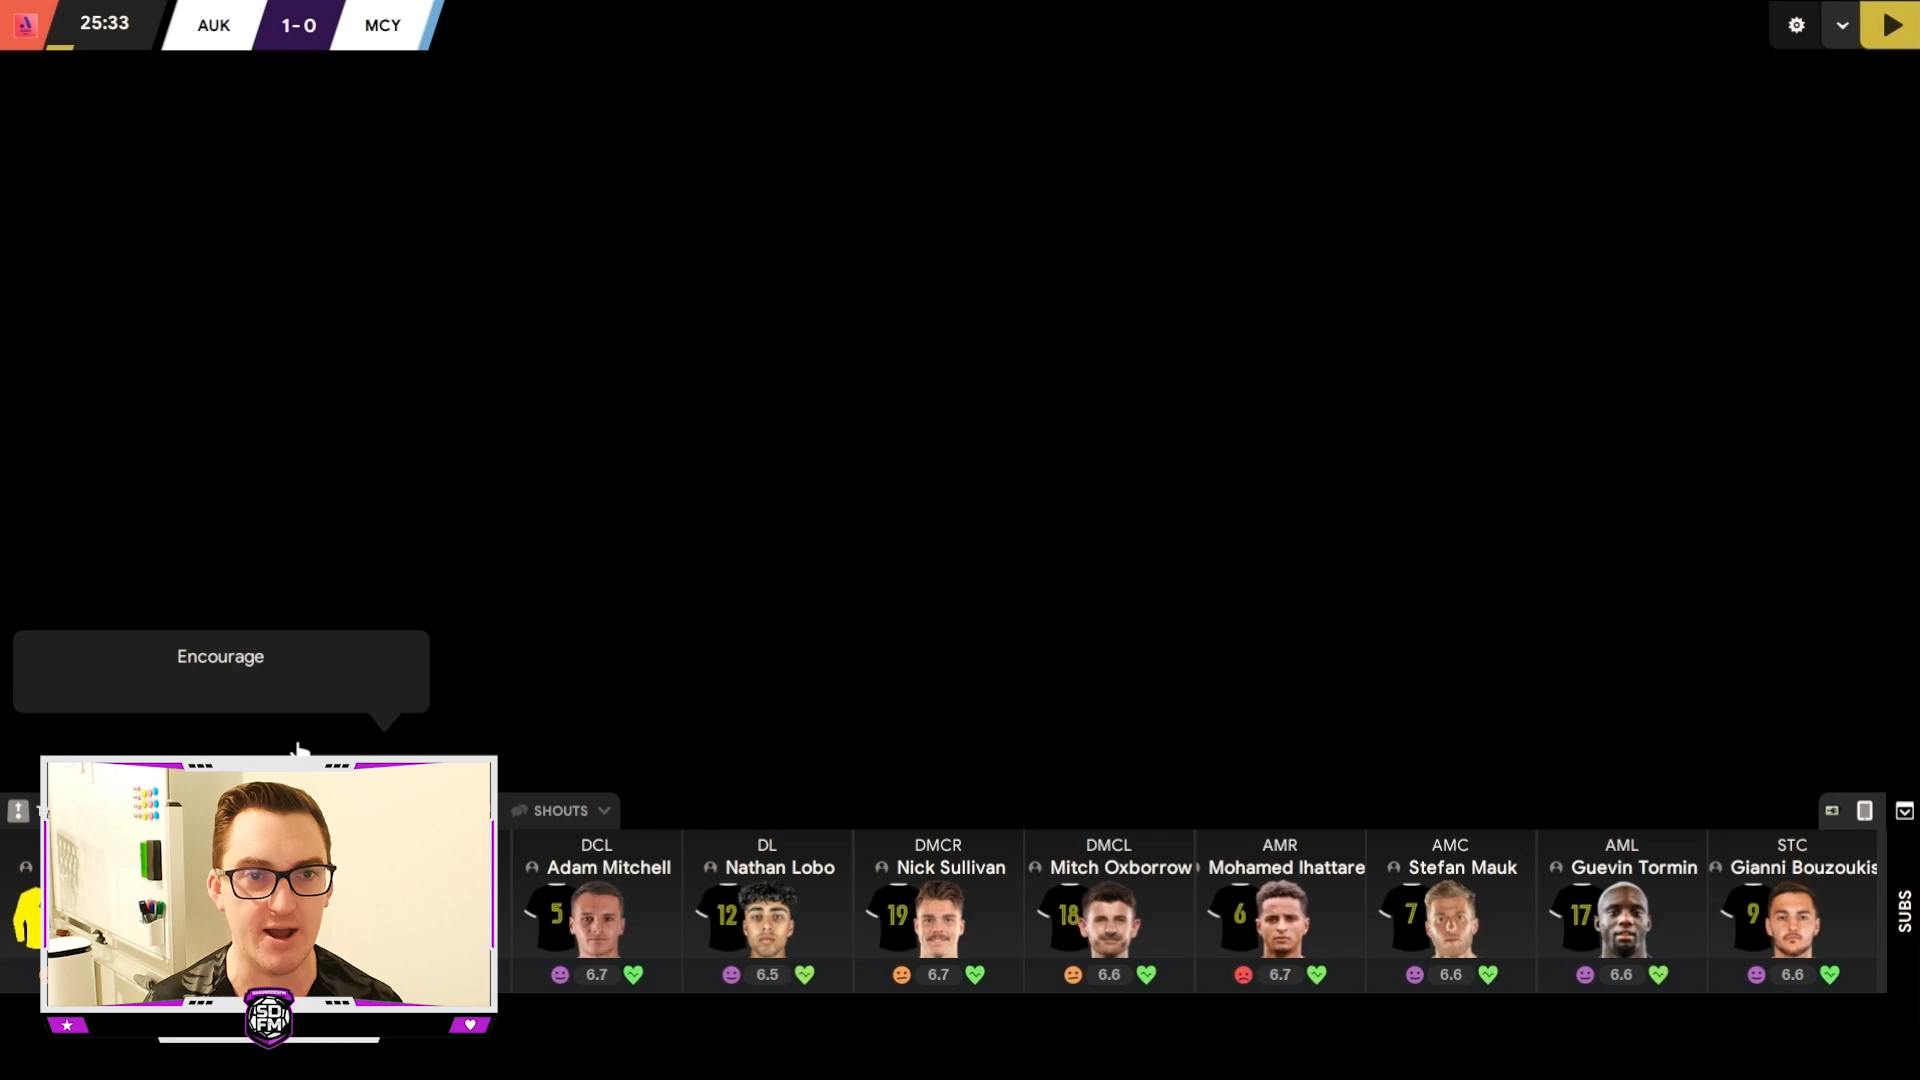 25:33
AUK
1-0
MCY
Encourage
SHOUTS
DCL
Adam Mitchell
5
6.7
DL
Nathan Lobo
12
6.5
DMCR
Nick Sullivan
19
6.7
DMCL
Mitch Oxborrow
18
6.6
AMR
Mohamed Ihattare
6
6.7
AMC
Stefan Mauk
7
6.6
AML
Guevin Tormin
17
6.6
STC
Gianni Bouzoukis
9
6.6
SUBS
SD
FM